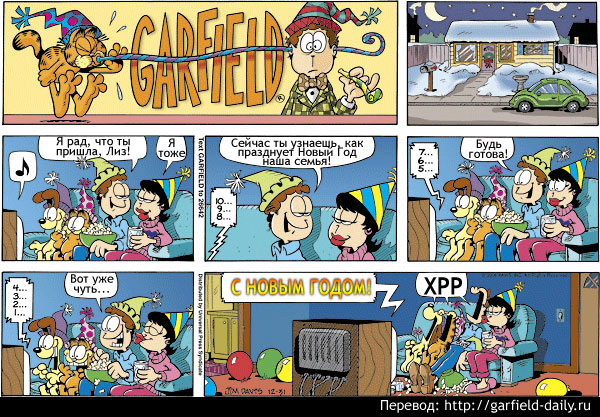 GARFIELD
Я рад, что ты
пришла, Лиз!
Я
тоже
Text GARFIELD to 26642
Сейчас ты узнаешь, как
празднует Новый Год
наша семья!
10...
9...
8...
7...
6...
5...
Будь
готова!
4...
3...
2...
1...
Вот уже
чуть...
Distributed by Universal Press Syndicate
С НОВЫМ ГОДОМ!
ХРР
JIM DAVIS 12-31
Перевод: http://garfield-daily.ru